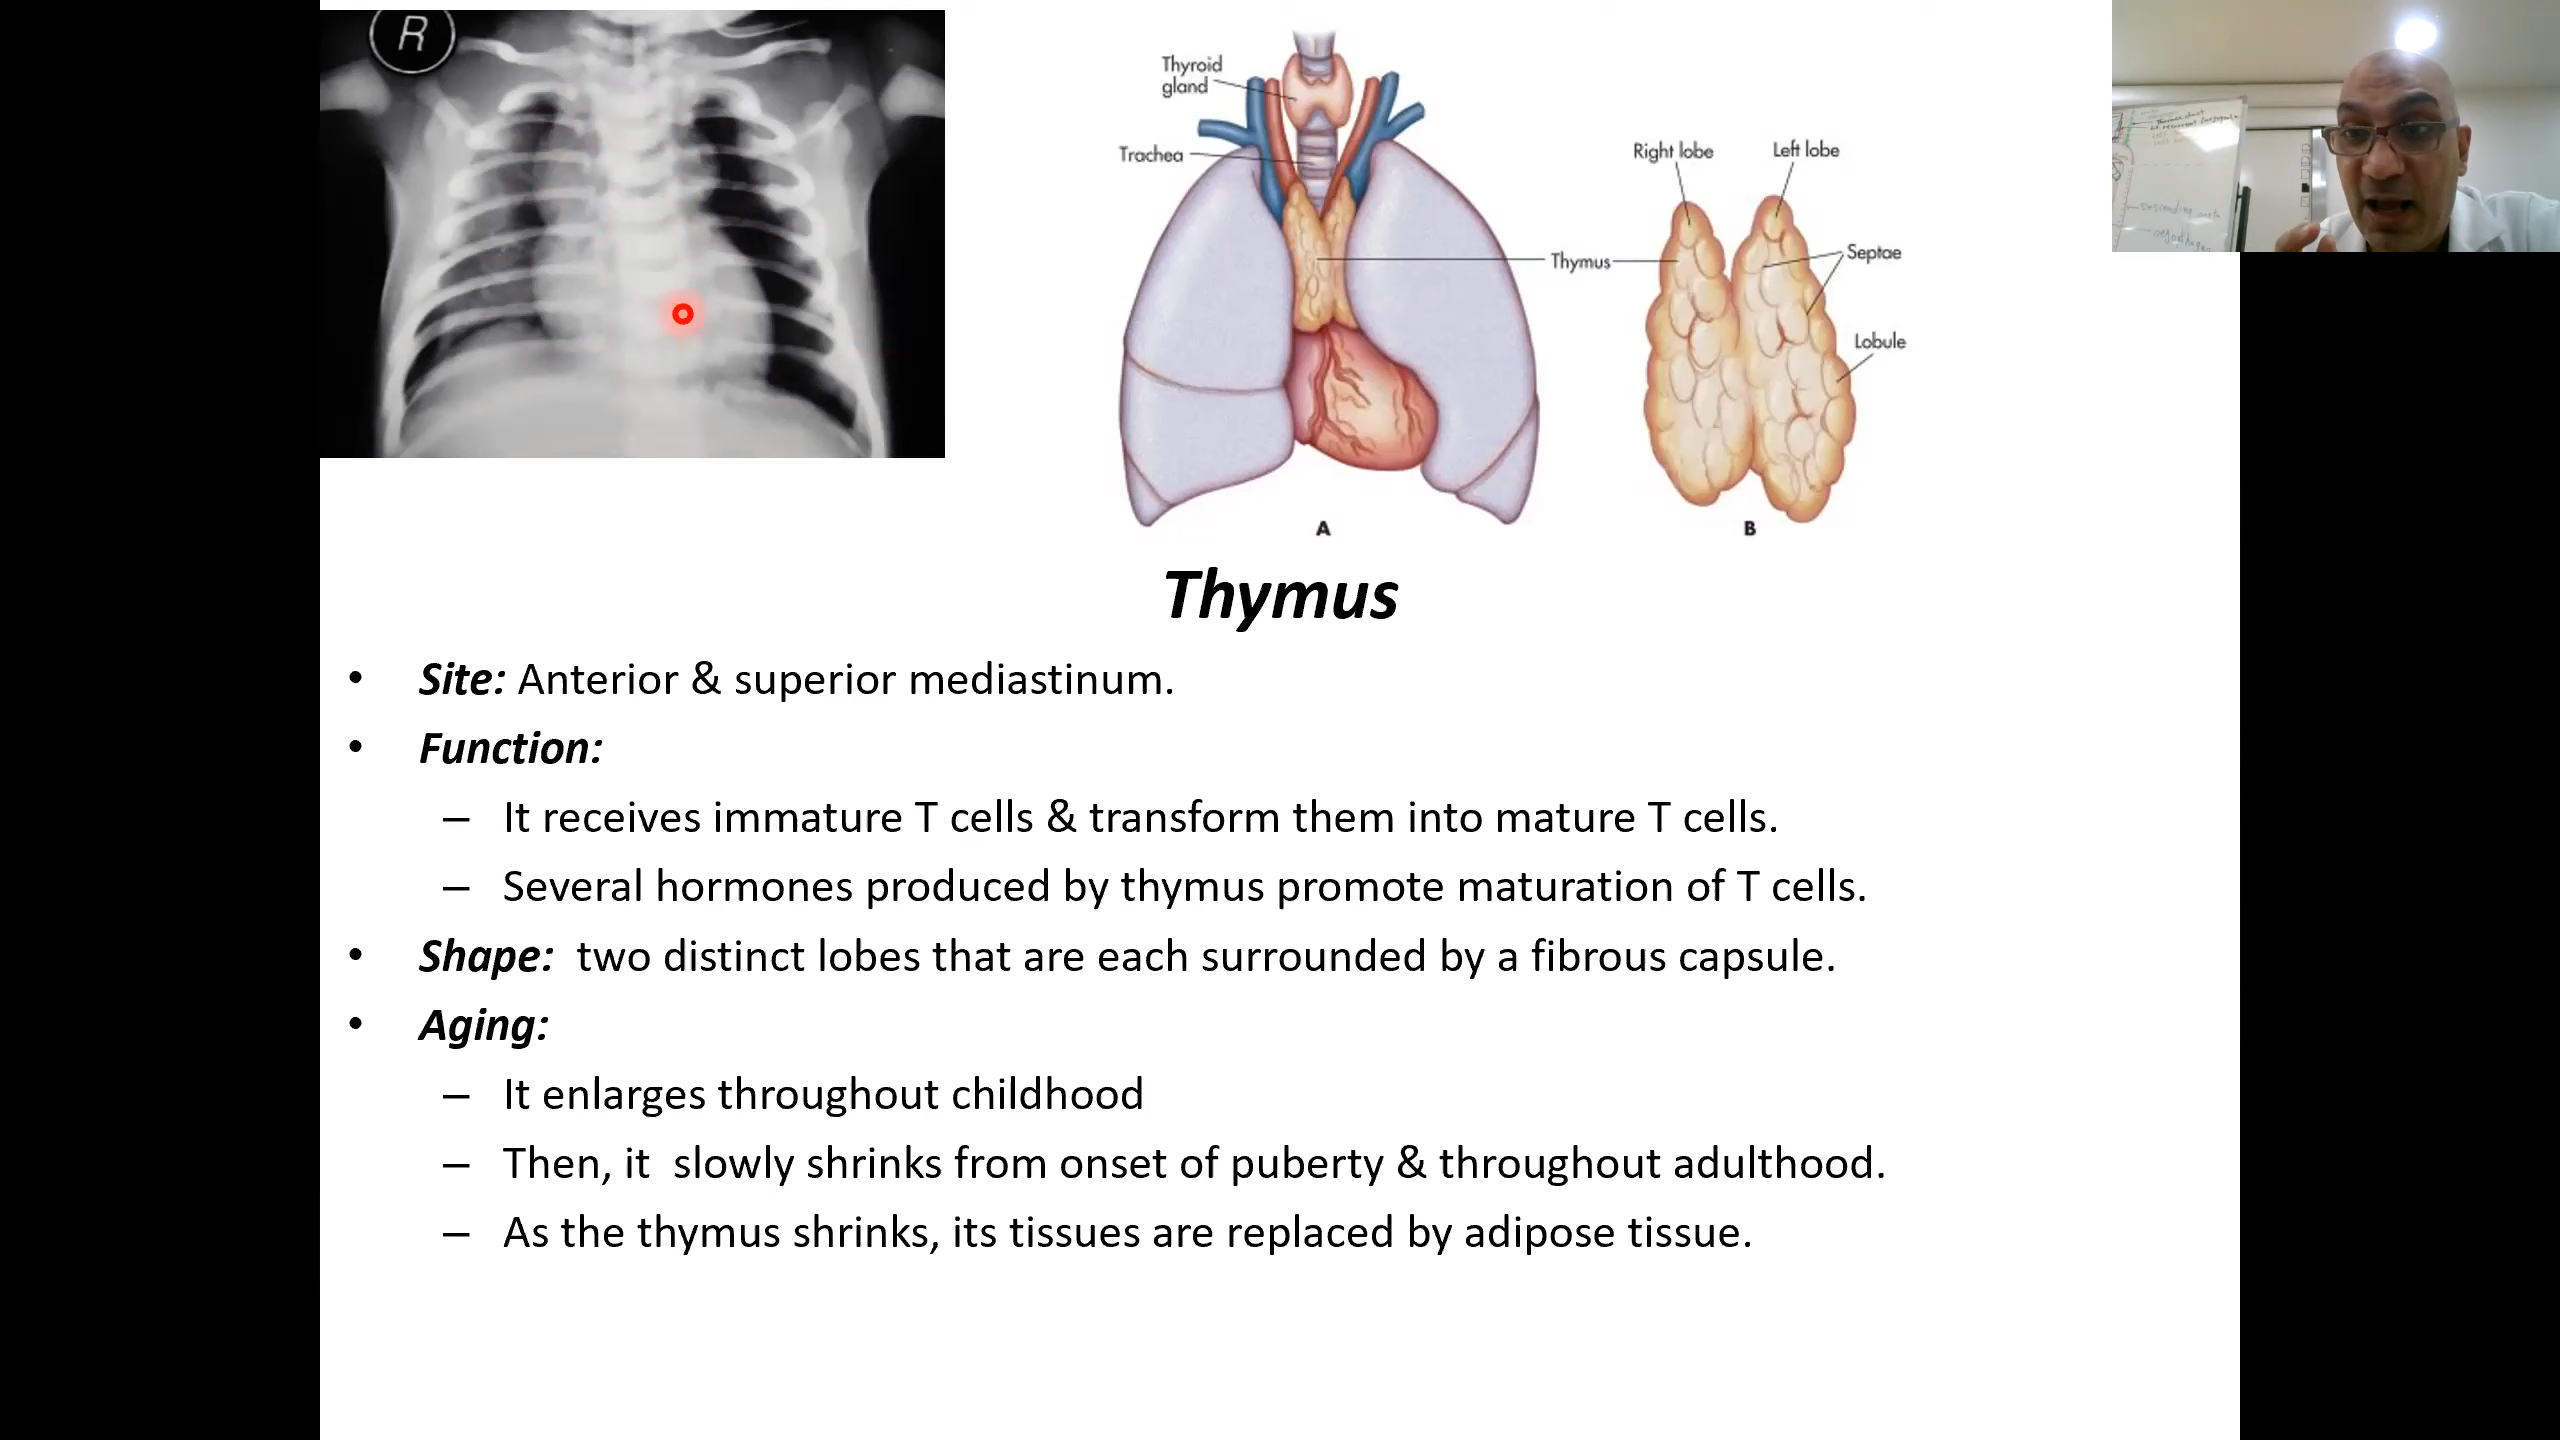 R
Thyroid
gland
Trachea
Thymus
Right lobe
Left lobe
Septae
Lobule
A
B
Thymus
• Site: Anterior & superior mediastinum.
• Function:
– It receives immature T cells & transform them into mature T cells.
– Several hormones produced by thymus promote maturation of T cells.
• Shape:  two distinct lobes that are each surrounded by a fibrous capsule.
• Aging:
– It enlarges throughout childhood
– Then, it  slowly shrinks from onset of puberty & throughout adulthood.
– As the thymus shrinks, its tissues are replaced by adipose tissue.